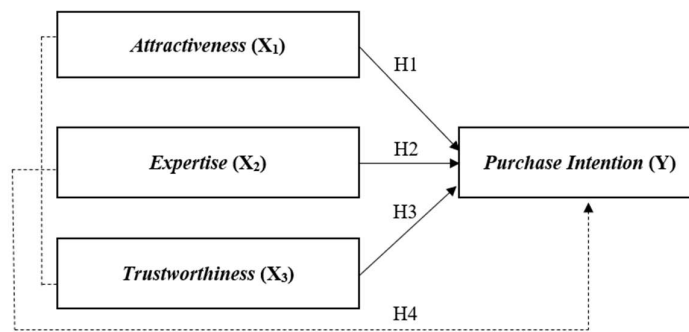 Attractiveness (X₁)
H1
Expertise (X₂)
H2
Purchase Intention (Y)
H3
Trustworthiness (X₃)
H4